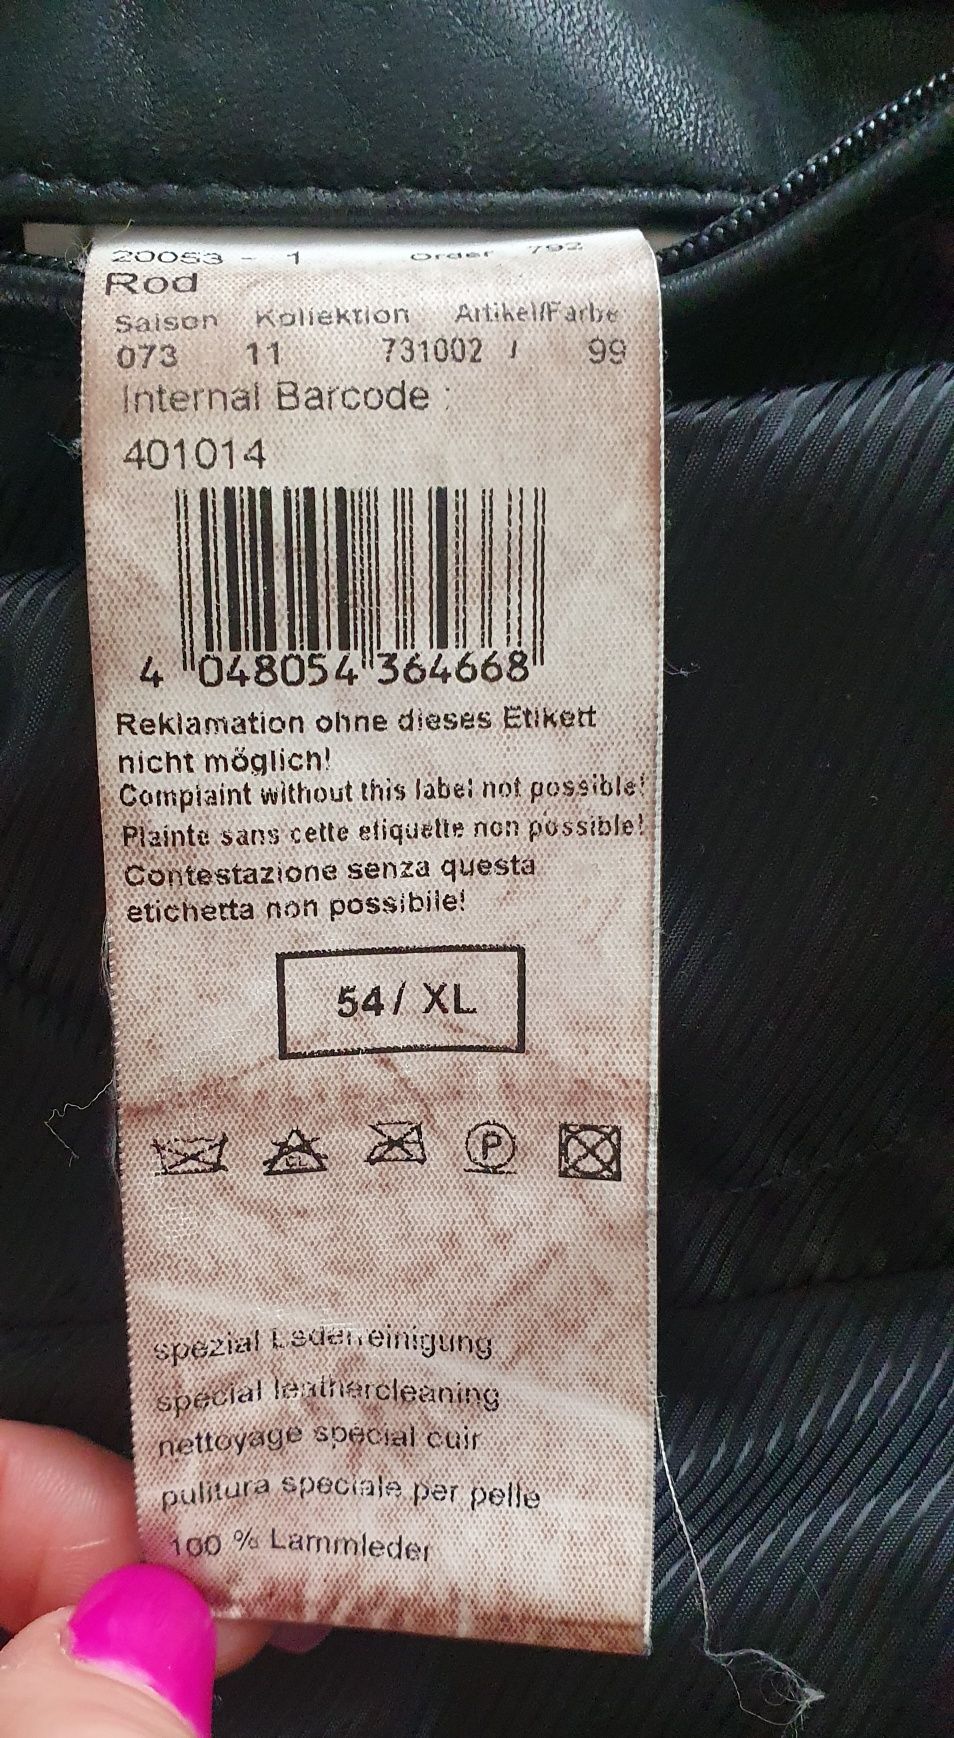 20053 - 1 Order 792
Rod
Saison Kollektion Artikel/Farbe
073 11 731002 / 99
Internal Barcode :
401014
4 048054 364668
Reklamation ohne dieses Etikett
nicht möglich!
Complaint without this label not possible!
Plainte sans cette etiquette non possible!
Contestazione senza questa
etichetta non possibile!
54/ XL
CL P
spezial Lederreinigung
special leathercleaning
nettoyage special cuir
pulitura speciale per pelle
100 % Lammleder